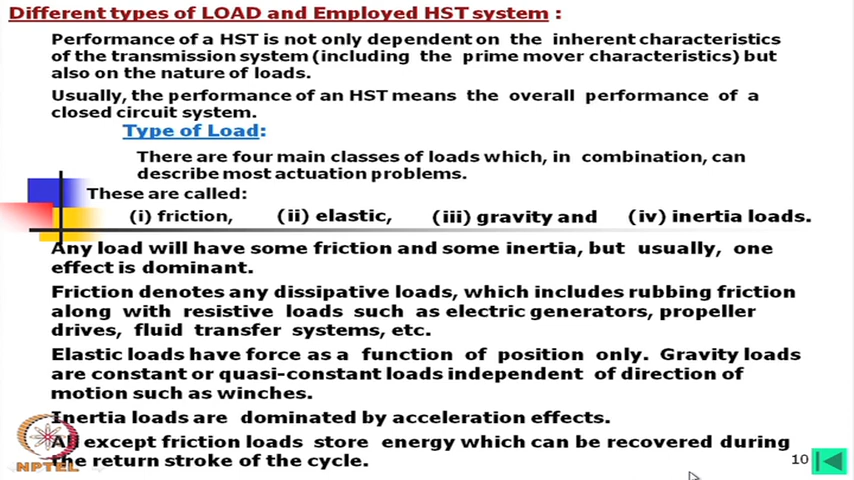 Different types of LOAD and Employed HST system :
Performance of a HST is not only dependent on the inherent characteristics
of the transmission system (including the prime mover characteristics) but
also on the nature of loads.
Usually, the performance of an HST means the overall performance of a
closed circuit system.
Type of Load:
There are four main classes of loads which, in combination, can
describe most actuation problems.
These are called:
(i) friction, (ii) elastic, (iii) gravity and (iv) inertia loads.
Any load will have some friction and some inertia, but usually, one
effect is dominant.
Friction denotes any dissipative loads, which includes rubbing friction
along with resistive loads such as electric generators, propeller
drives, fluid transfer systems, etc.
Elastic loads have force as a function of position only. Gravity loads
are constant or quasi-constant loads independent of direction of
motion such as winches.
Inertia loads are dominated by acceleration effects.
All except friction loads store energy which can be recovered during
the return stroke of the cycle.
NPTEL
10